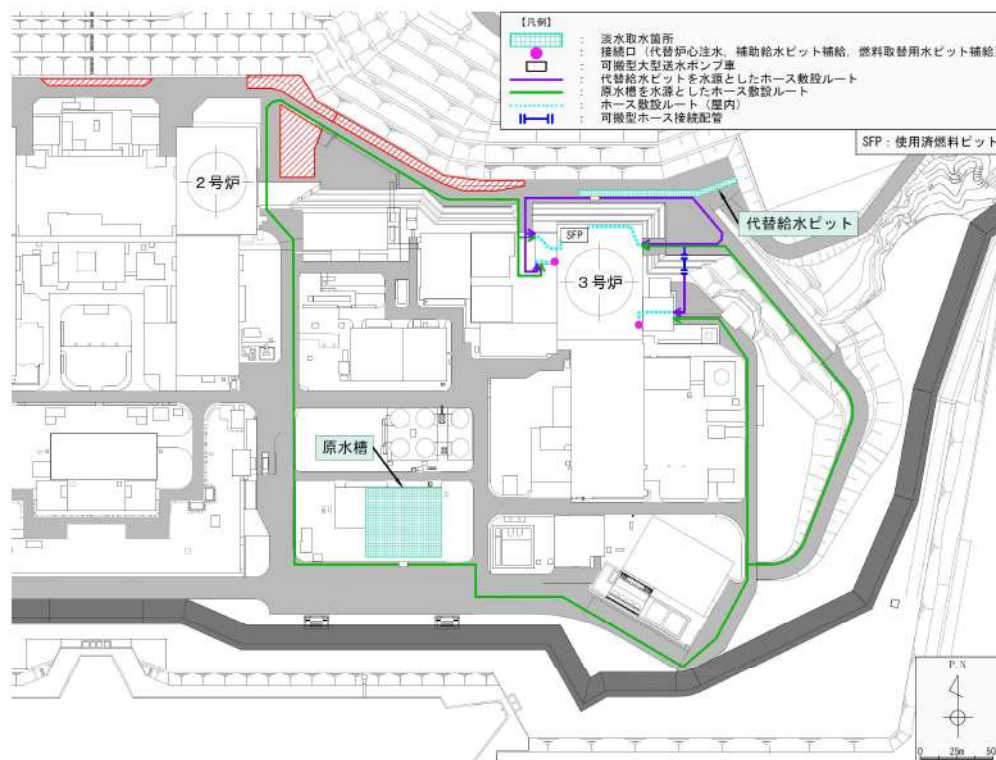 【凡例】
: 淡水取水箇所
: 接続口（代替炉心注水，補助給水ピット補給，燃料取替用水ピット補給）
: 可搬型大型送水ポンプ車
: 代替給水ピットを水源としたホース敷設ルート
: 原水槽を水源としたホース敷設ルート
: ホース敷設ルート（屋内）
: 可搬型ホース接続配管
SFP：使用済燃料ピット
2号炉
代替給水ピット
SFP
3号炉
原水槽
P.N
0 25m 50